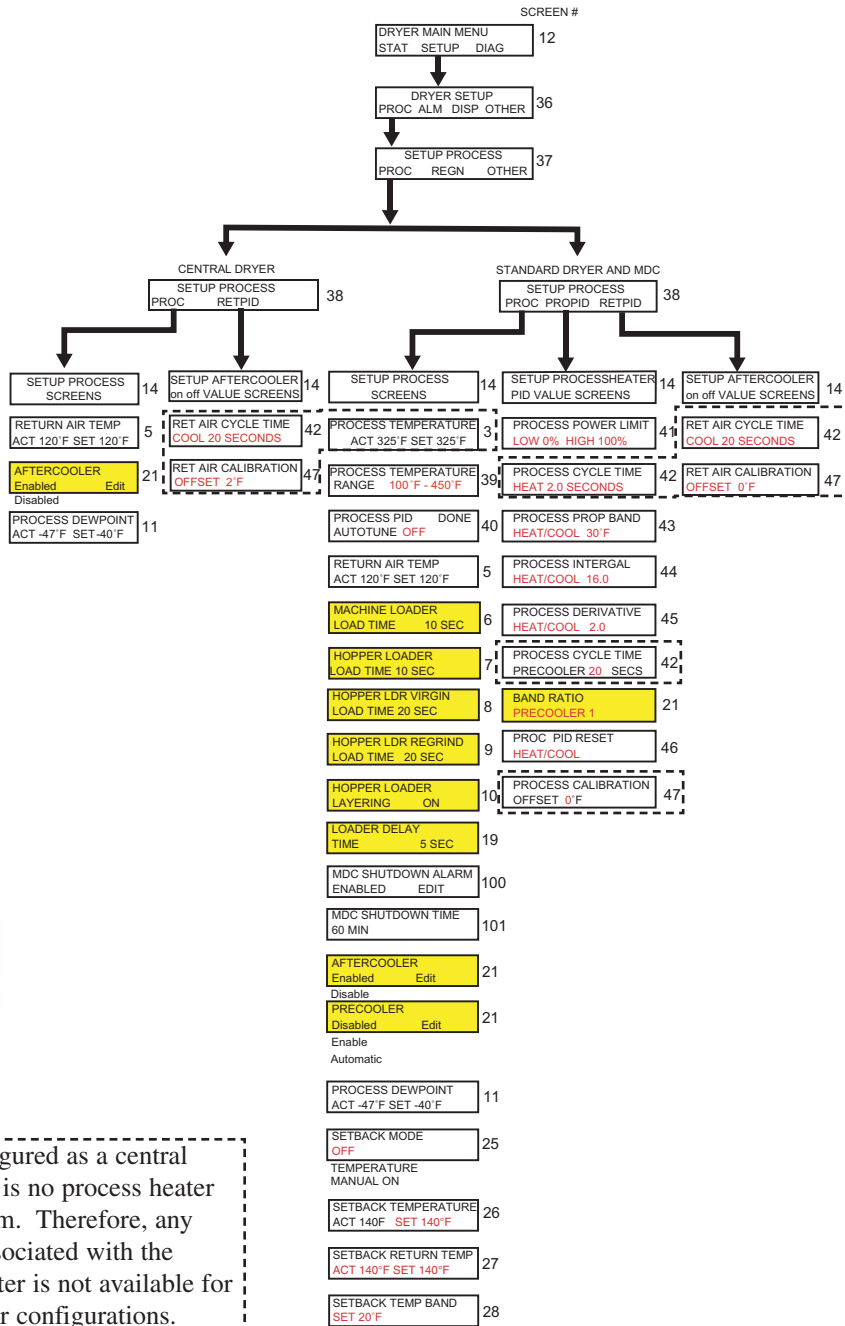 SCREEN #
DRYER MAIN MENU
STAT SETUP DIAG
12
DRYER SETUP
PROC ALM DISP OTHER
36
SETUP PROCESS
PROC REGN OTHER
37
CENTRAL DRYER
SETUP PROCESS
PROC RETPID
38
STANDARD DRYER AND MDC
SETUP PROCESS
PROC PROPID RETPID
38
SETUP PROCESS
SCREENS
14
RETURN AIR TEMP
ACT 120°F SET 120°F
5
AFTERCOOLER
Enabled Edit
21
Disabled
PROCESS DEWPOINT
ACT -47°F SET-40°F
11
SETUP AFTERCOOLER
on off VALUE SCREENS
14
RET AIR CYCLE TIME
COOL 20 SECONDS
42
RET AIR CALIBRATION
OFFSET 2°F
47
SETUP PROCESS
SCREENS
14
PROCESS TEMPERATURE
ACT 325°F SET 325°F
3
PROCESS TEMPERATURE
RANGE 100°F - 450°F
39
PROCESS PID DONE
AUTOTUNE OFF
40
RETURN AIR TEMP
ACT 120°F SET 120°F
5
MACHINE LOADER
LOAD TIME 10 SEC
6
HOPPER LOADER
LOAD TIME 10 SEC
7
HOPPER LDR VIRGIN
LOAD TIME 20 SEC
8
HOPPER LDR REGRIND
LOAD TIME 20 SEC
9
HOPPER LOADER
LAYERING ON
10
LOADER DELAY
TIME 5 SEC
19
MDC SHUTDOWN ALARM
ENABLED EDIT
100
MDC SHUTDOWN TIME
60 MIN
101
AFTERCOOLER
Enabled Edit
21
Disable
PRECOOLER
Disabled Edit
21
Enable
Automatic
PROCESS DEWPOINT
ACT -47°F SET -40°F
11
SETBACK MODE
OFF
25
TEMPERATURE
MANUAL ON
SETBACK TEMPERATURE
ACT 140F SET 140°F
26
SETBACK RETURN TEMP
ACT 140°F SET 140°F
27
SETBACK TEMP BAND
SET 20°F
28
SETUP PROCESSHEATER
PID VALUE SCREENS
14
PROCESS POWER LIMIT
LOW 0% HIGH 100%
41
PROCESS CYCLE TIME
HEAT 2.0 SECONDS
42
PROCESS PROP BAND
HEAT/COOL 30°F
43
PROCESS INTERGAL
HEAT/COOL 16.0
44
PROCESS DERIVATIVE
HEAT/COOL 2.0
45
PROCESS CYCLE TIME
PRECOOLER 20 SECS
42
BAND RATIO
PRECOOLER 1
21
PROC PID RESET
HEAT/COOL
46
PROCESS CALIBRATION
OFFSET 0°F
47
SETUP AFTERCOOLER
on off VALUE SCREENS
14
RET AIR CYCLE TIME
COOL 20 SECONDS
42
RET AIR CALIBRATION
OFFSET 0°F
47
gured as a central
is no process heater
m. Therefore, any
sociated with the
ter is not available for
r configurations.